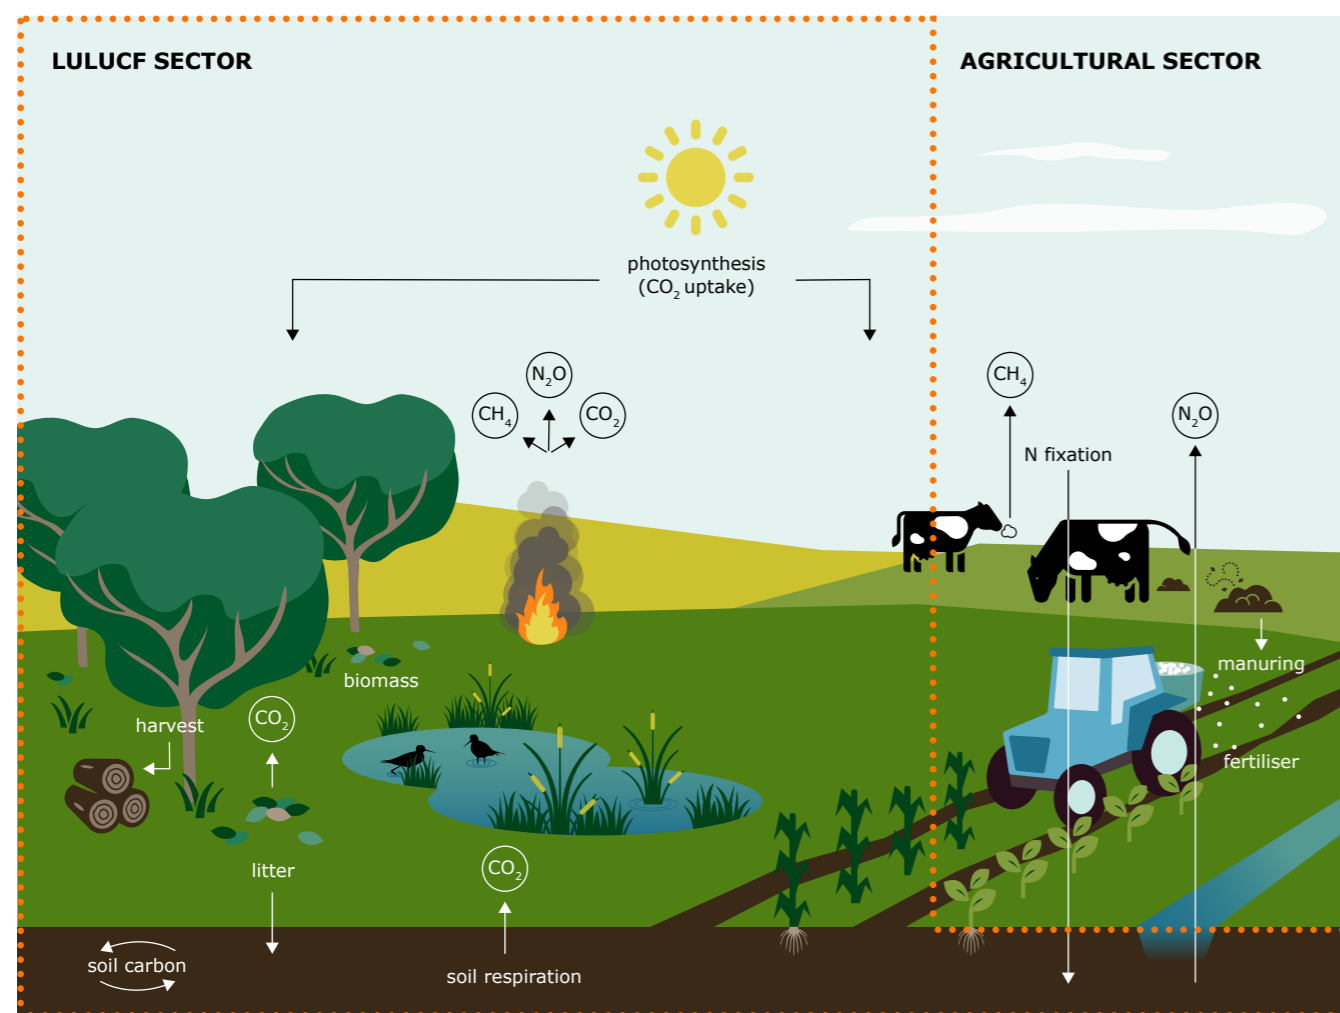 LULUCF SECTOR
AGRICULTURAL SECTOR
photosynthesis
(CO₂ uptake)
N₂O
CH₄
CO₂
CH₄
N₂O
N fixation
manuring
biomass
harvest
CO₂
fertiliser
litter
CO₂
soil carbon
soil respiration